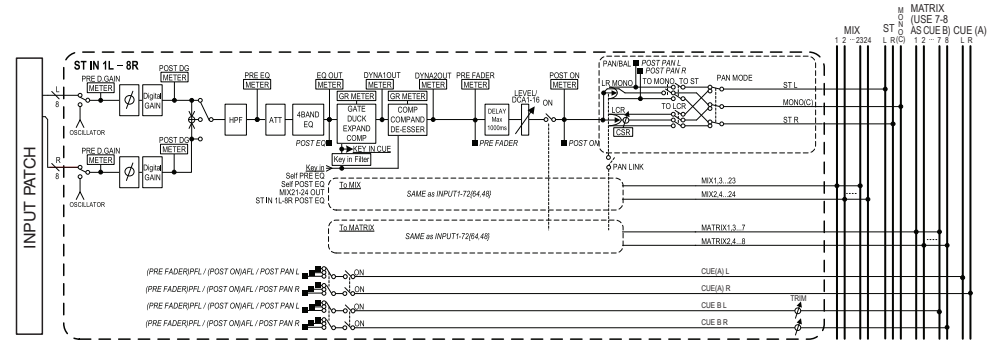 MATRIX
(USE 7-8
AS CUE B)
MIX
ST
MONO(C)
CUE (A)
1 2 ··· 23 24
L R
1 2 ··· 7 8
L R
ST IN 1L – 8R
INPUT PATCH
L
8
PRE D.GAIN
METER
OSCILLATOR
Ø
Digital
GAIN
POST DG
METER
R
8
PRE D.GAIN
METER
OSCILLATOR
Ø
Digital
GAIN
POST DG
METER
HPF
PRE EQ
METER
ATT
4BAND
EQ
EQ OUT
METER
POST EQ
DYNA1OUT
METER
GR METER
GATE
DUCK
EXPAND
COMP
KEY IN CUE
Key in Filter
Key in
Self PRE EQ
Self POST EQ
MIX21-24 OUT
ST IN 1L-8R POST EQ
DYNA2OUT
METER
GR METER
COMP
COMPAND
DE-ESSER
PRE FADER
METER
PRE FADER
DELAY
Max
1000ms
LEVEL/
DCA1-16
ON
POST ON
METER
POST ON
PAN/BAL
POST PAN L
POST PAN R
LR MONO
TO MONO
TO ST
PAN MODE
LCR
TO LCR
CSR
PAN LINK
ST L
MONO(C)
ST R
To MIX
SAME as INPUT1-72{64,48}
MIX1,3...23
MIX2,4...24
To MATRIX
SAME as INPUT1-72{64,48}
MATRIX1,3...7
MATRIX2,4...8
(PRE FADER)PFL / (POST ON)AFL / POST PAN L
ON
CUE(A) L
(PRE FADER)PFL / (POST ON)AFL / POST PAN R
ON
CUE(A) R
(PRE FADER)PFL / (POST ON)AFL / POST PAN L
ON
CUE B L
TRIM
(PRE FADER)PFL / (POST ON)AFL / POST PAN R
ON
CUE B R